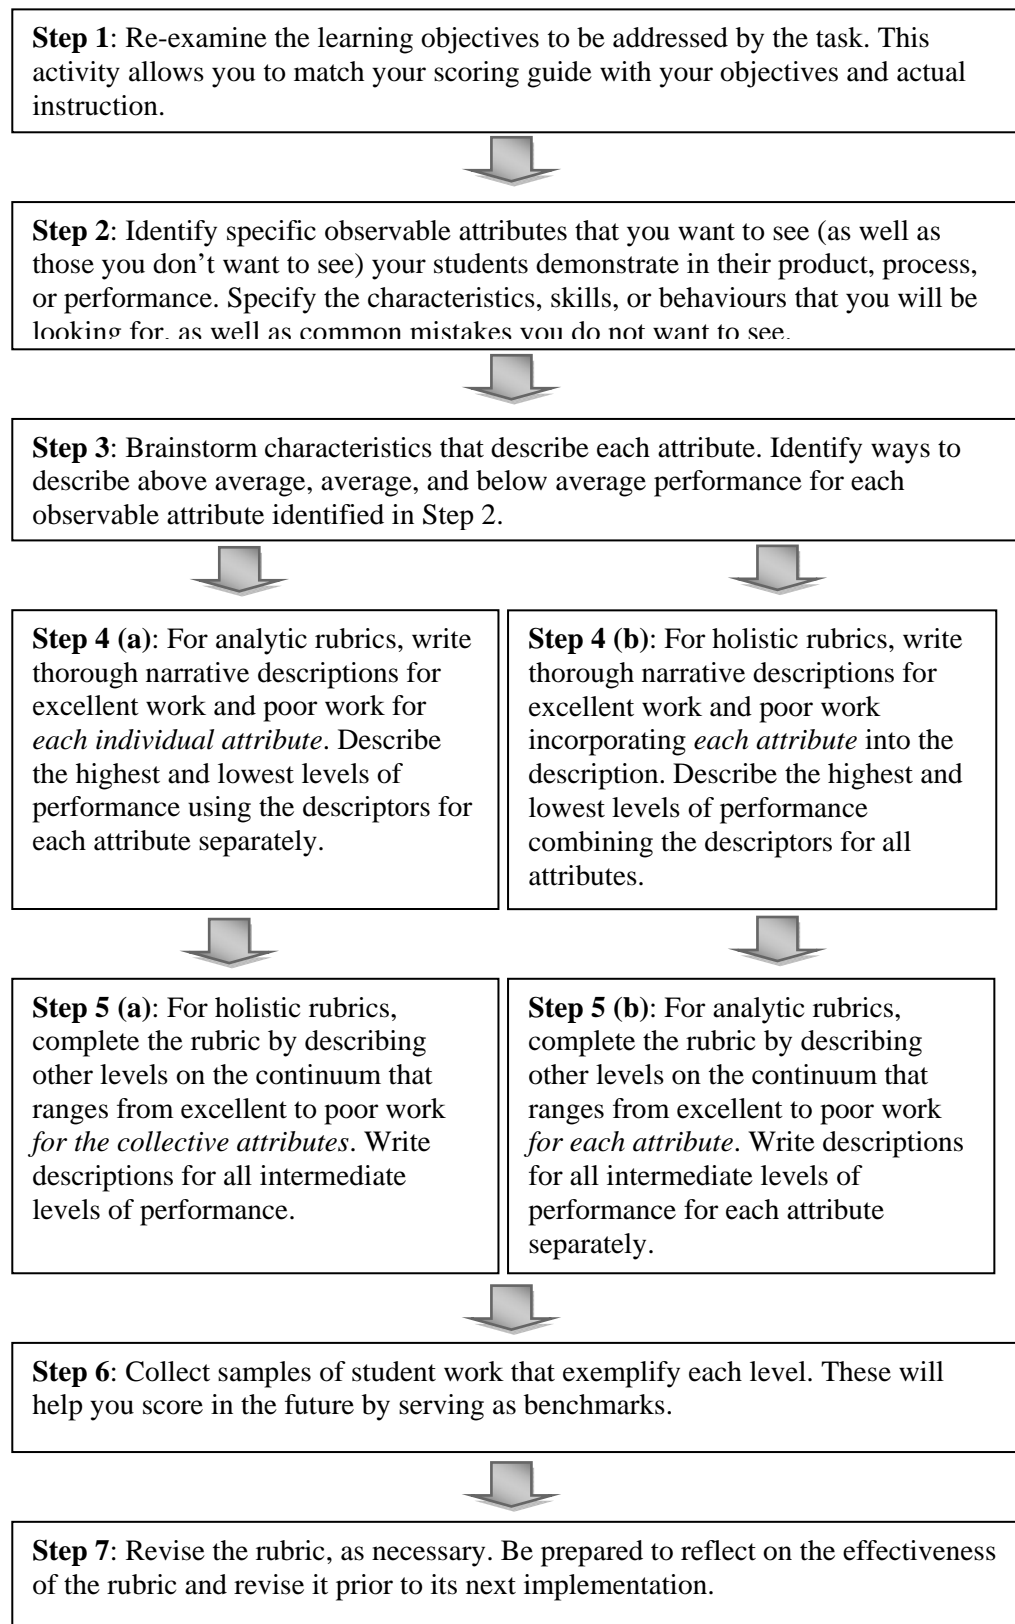 Step 1: Re-examine the learning objectives to be addressed by the task. This
activity allows you to match your scoring guide with your objectives and actual
instruction.
Step 2: Identify specific observable attributes that you want to see (as well as
those you don’t want to see) your students demonstrate in their product, process,
or performance. Specify the characteristics, skills, or behaviours that you will be
looking for, as well as common mistakes you do not want to see.
Step 3: Brainstorm characteristics that describe each attribute. Identify ways to
describe above average, average, and below average performance for each
observable attribute identified in Step 2.
Step 4 (a): For analytic rubrics, write
thorough narrative descriptions for
excellent work and poor work for
each individual attribute. Describe
the highest and lowest levels of
performance using the descriptors for
each attribute separately.
Step 4 (b): For holistic rubrics, write
thorough narrative descriptions for
excellent work and poor work
incorporating each attribute into the
description. Describe the highest and
lowest levels of performance
combining the descriptors for all
attributes.
Step 5 (a): For holistic rubrics,
complete the rubric by describing
other levels on the continuum that
ranges from excellent to poor work
for the collective attributes. Write
descriptions for all intermediate
levels of performance.
Step 5 (b): For analytic rubrics,
complete the rubric by describing
other levels on the continuum that
ranges from excellent to poor work
for each attribute. Write descriptions
for all intermediate levels of
performance for each attribute
separately.
Step 6: Collect samples of student work that exemplify each level. These will
help you score in the future by serving as benchmarks.
Step 7: Revise the rubric, as necessary. Be prepared to reflect on the effectiveness
of the rubric and revise it prior to its next implementation.